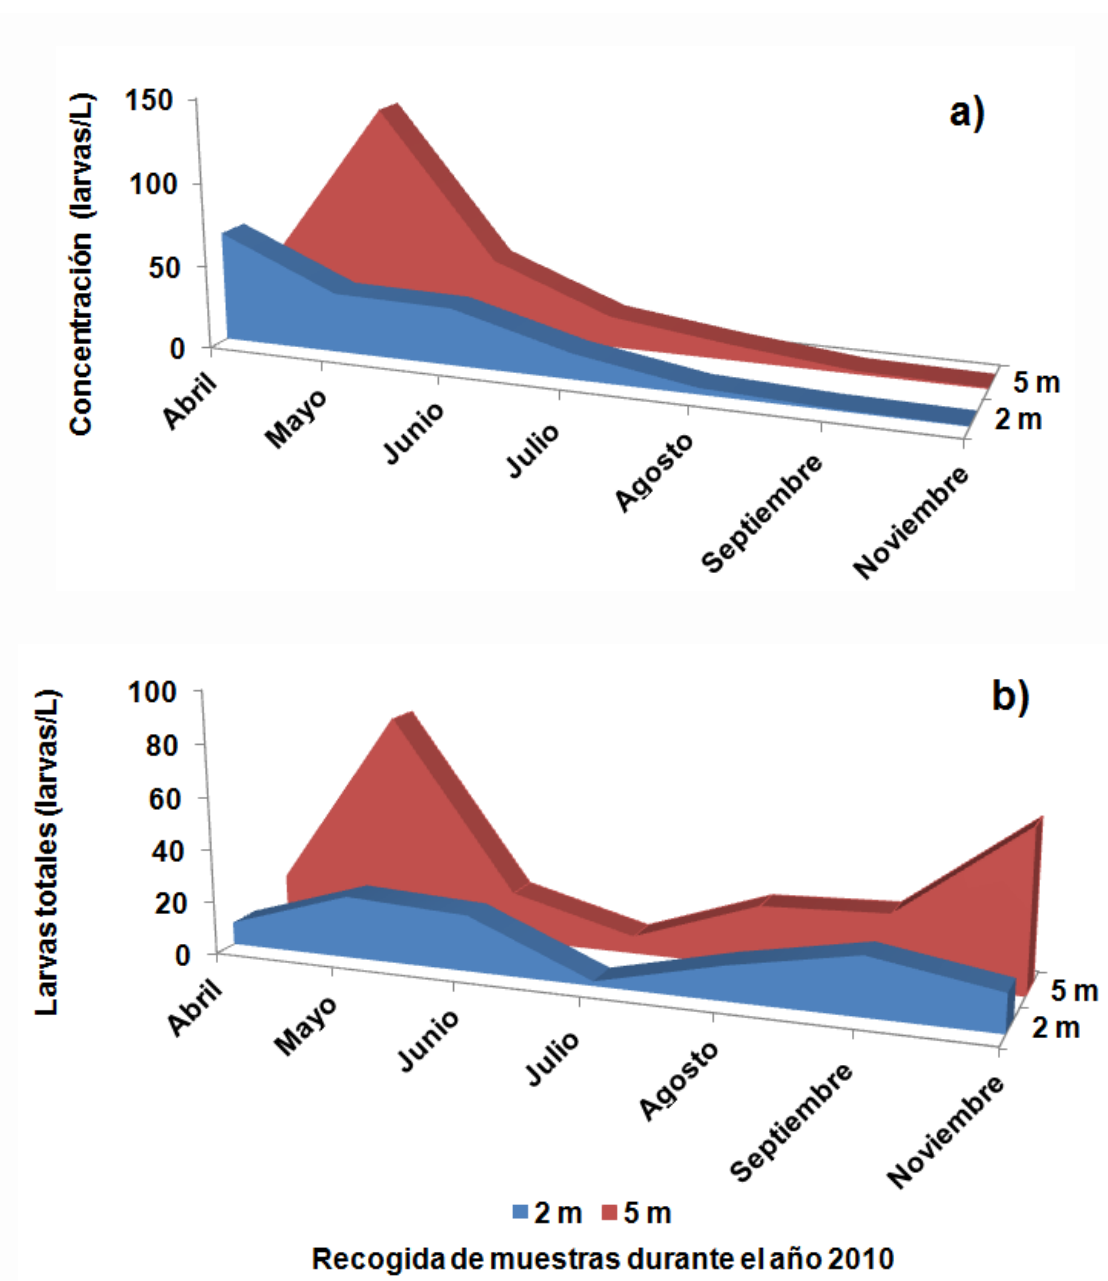 a)
Concentración (larvas/L)
150
100
50
0
Abril
Mayo
Junio
Julio
Agosto
Septiembre
Noviembre
5 m
2 m
b)
Larvas totales (larvas/L)
100
80
60
40
20
0
Abril
Mayo
Junio
Julio
Agosto
Septiembre
Noviembre
5 m
2 m
2 m 5 m
Recogida de muestras durante el año 2010